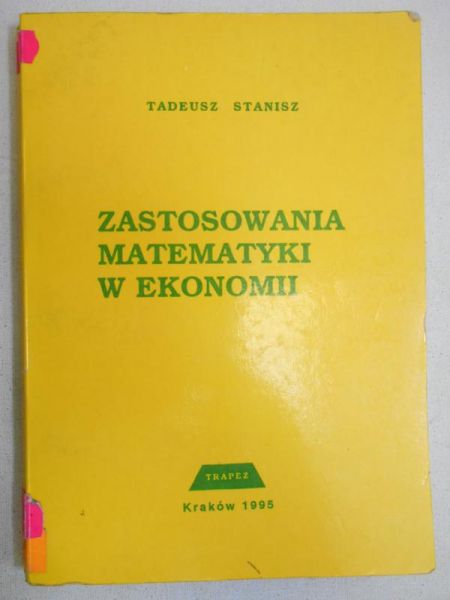 TADEUSZ STANISZ
ZASTOSOWANIA
MATEMATYKI
W EKONOMII
TRAPEZ
Kraków 1995